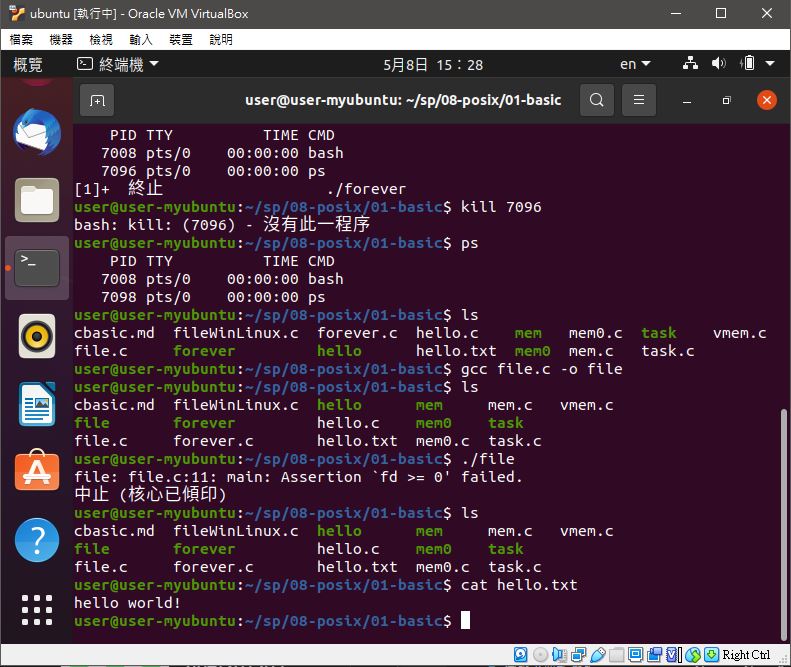 ubuntu [執行中] - Oracle VM VirtualBox
檔案 機器 檢視 輸入 裝置 說明
概覽 終端機 5月8日 15：28 en
user@user-myubuntu: ~/sp/08-posix/01-basic
    PID TTY          TIME CMD
   7008 pts/0    00:00:00 bash
   7096 pts/0    00:00:00 ps
[1]+  終止                  ./forever
user@user-myubuntu:~/sp/08-posix/01-basic$ kill 7096
bash: kill: (7096) - 沒有此一程序
user@user-myubuntu:~/sp/08-posix/01-basic$ ps
    PID TTY          TIME CMD
   7008 pts/0    00:00:00 bash
   7098 pts/0    00:00:00 ps
user@user-myubuntu:~/sp/08-posix/01-basic$ ls
cbasic.md  fileWinLinux.c  forever.c  hello.c    mem   mem0.c  task    vmem.c
file.c     forever         hello      hello.txt  mem0  mem.c   task.c
user@user-myubuntu:~/sp/08-posix/01-basic$ gcc file.c -o file
user@user-myubuntu:~/sp/08-posix/01-basic$ ls
cbasic.md  fileWinLinux.c  hello      mem     mem.c   vmem.c
file       forever         hello.c    mem0    task
file.c     forever.c       hello.txt  mem0.c  task.c
user@user-myubuntu:~/sp/08-posix/01-basic$ ./file
file: file.c:11: main: Assertion `fd >= 0' failed.
中止 (核心已傾印)
user@user-myubuntu:~/sp/08-posix/01-basic$ ls
cbasic.md  fileWinLinux.c  hello      mem     mem.c   vmem.c
file       forever         hello.c    mem0    task
file.c     forever.c       hello.txt  mem0.c  task.c
user@user-myubuntu:~/sp/08-posix/01-basic$ cat hello.txt
hello world!
user@user-myubuntu:~/sp/08-posix/01-basic$
Right Ctrl